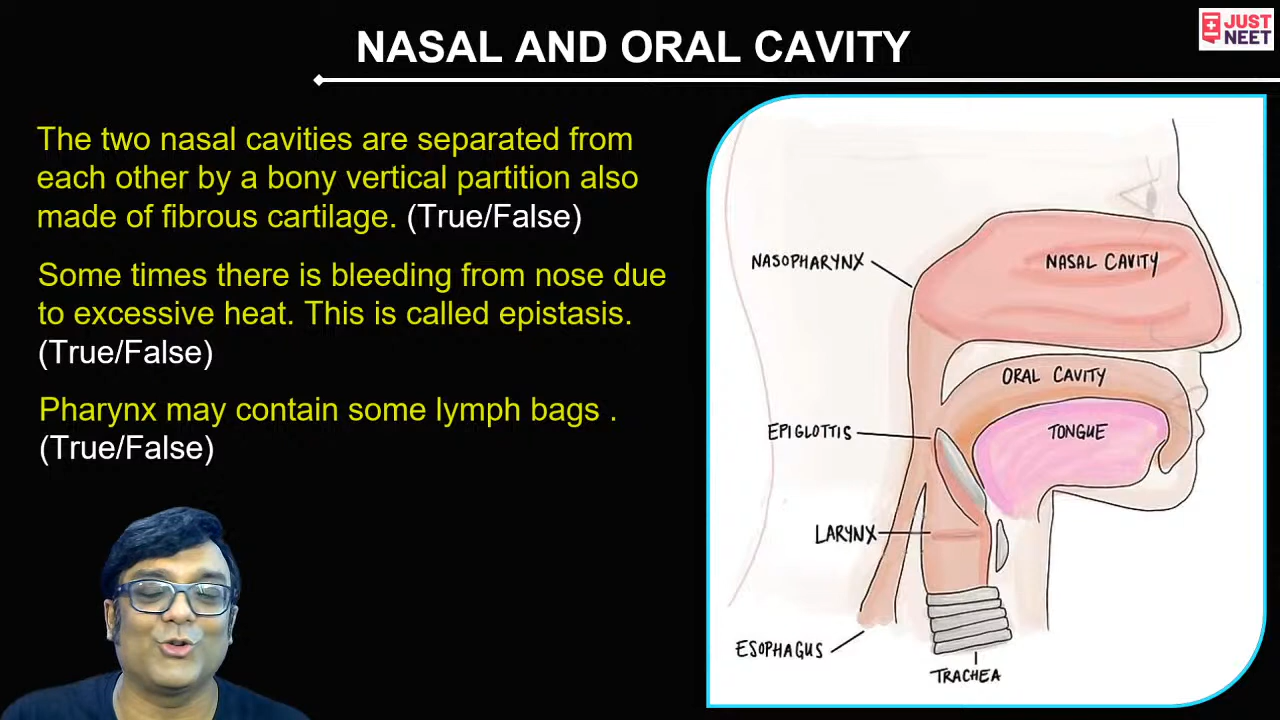 NASAL AND ORAL CAVITY
JUST
NEET
The two nasal cavities are separated from
each other by a bony vertical partition also
made of fibrous cartilage. (True/False)
Some times there is bleeding from nose due
to excessive heat. This is called epistasis.
(True/False)
Pharynx may contain some lymph bags .
(True/False)
NASOPHARYNX
NASAL CAVITY
ORAL CAVITY
EPIGLOTTIS
TONGUE
LARYNX
ESOPHAGUS
TRACHEA